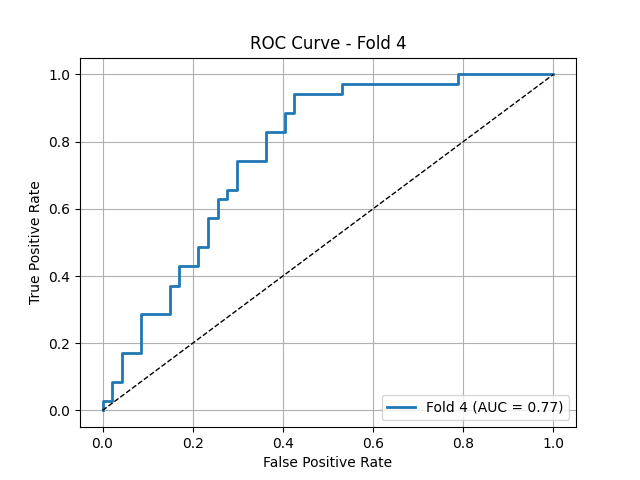 ROC Curve - Fold 4
1.0
0.8
0.6
0.4
0.2
0.0
True Positive Rate
Fold 4 (AUC = 0.77)
0.0 0.2 0.4 0.6 0.8 1.0
False Positive Rate